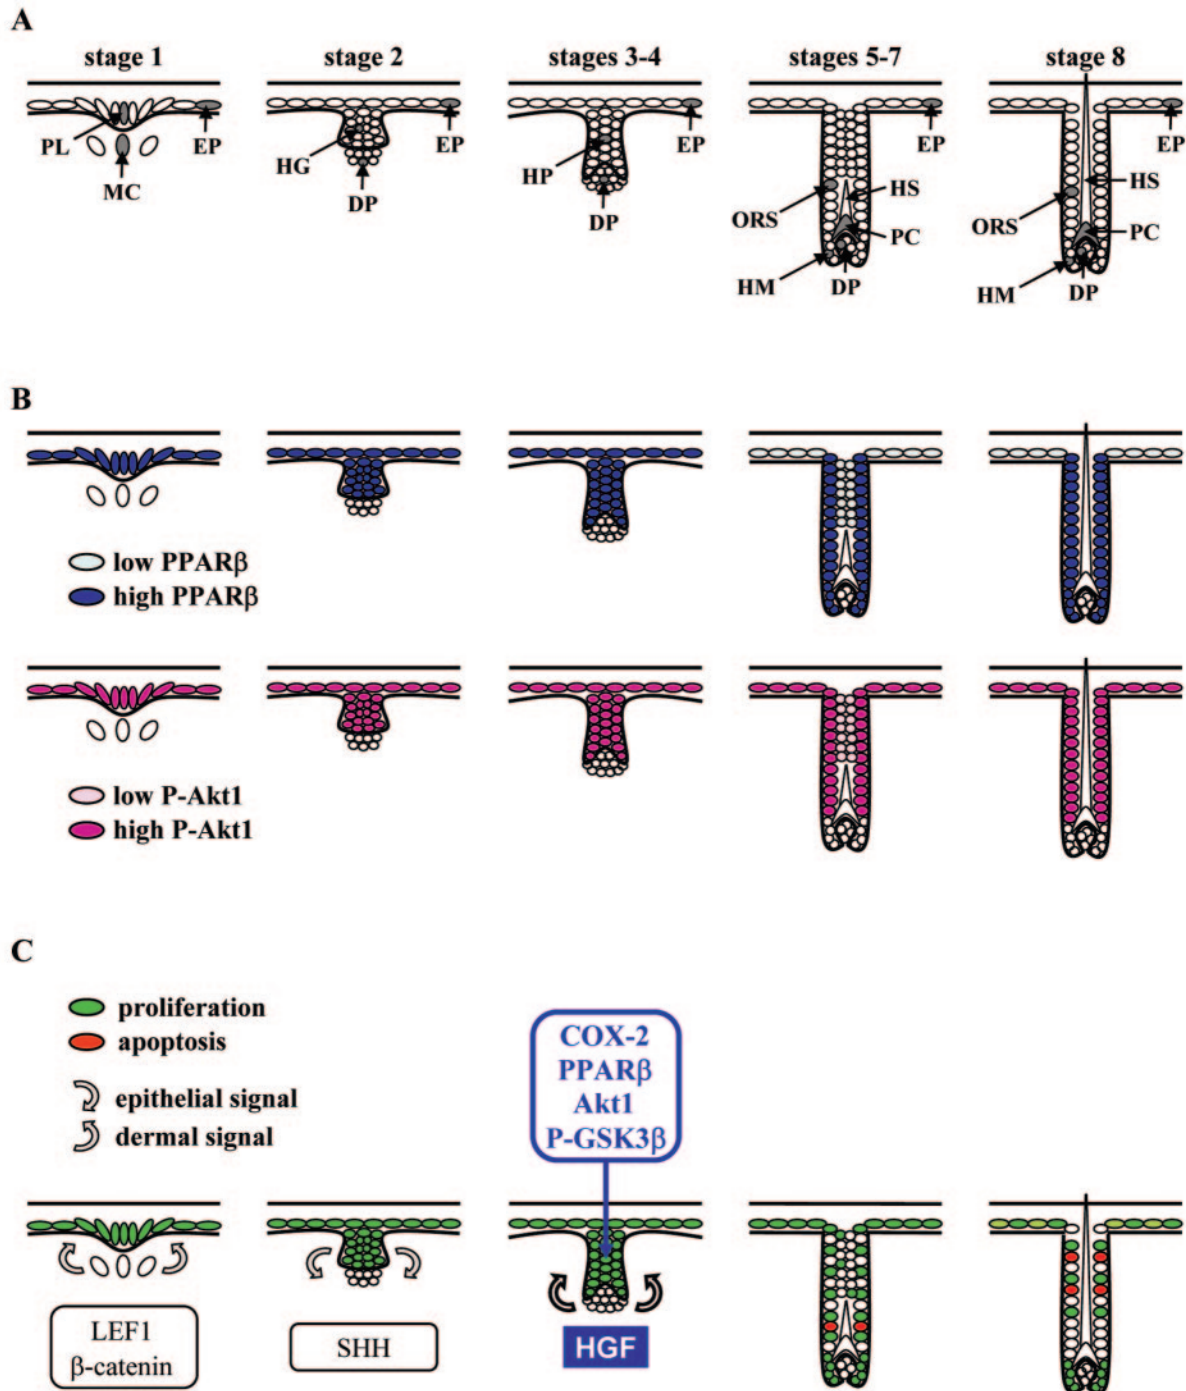 A
stage 1
stage 2
stages 3-4
stages 5-7
stage 8
PL
MC
EP
HG
DP
EP
HP
DP
EP
ORS
HM
DP
PC
HS
EP
ORS
HM
DP
PC
HS
EP
B
low PPARβ
high PPARβ
low P-Akt1
high P-Akt1
C
proliferation
apoptosis
epithelial signal
dermal signal
COX-2
PPARβ
Akt1
P-GSK3β
LEF1
β-catenin
SHH
HGF